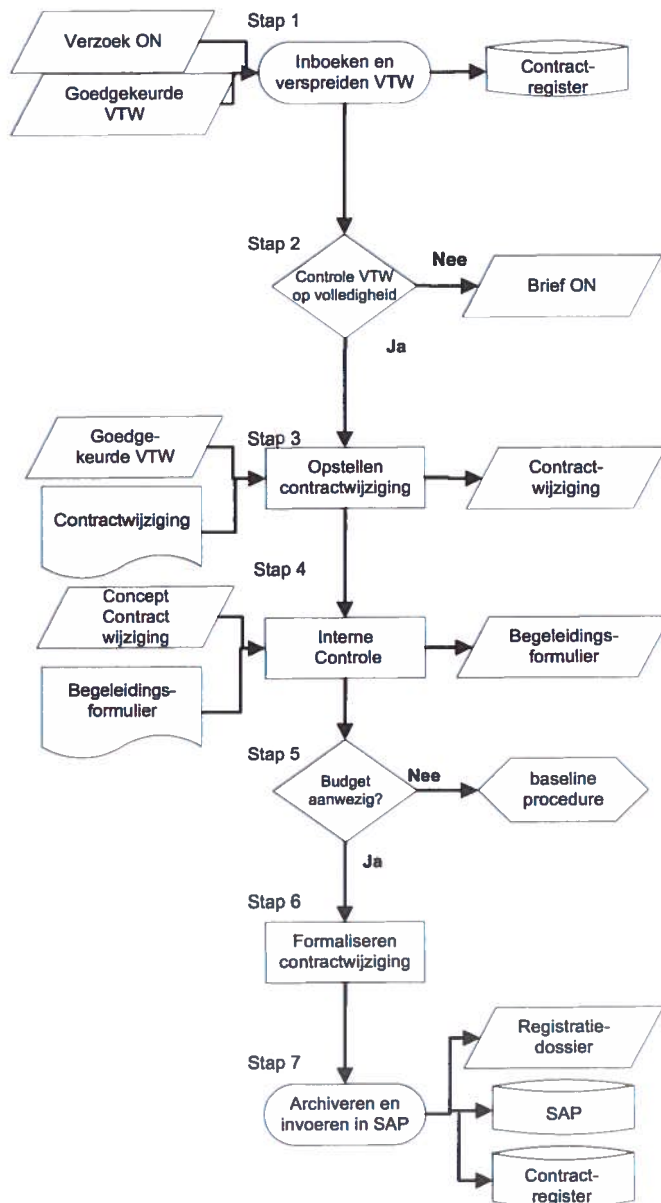 Stap 1
Verzoek ON
Goedgekeurde
VTW
Inboeken en
verspreiden VTW
Contract-
register
Stap 2
Controle VTW
op volledigheid
Nee
Brief ON
Ja
Stap 3
Goedge-
keurde VTW
Contractwijziging
Opstellen
contractwijziging
Contract-
wijziging
Stap 4
Concept
Contract
wijziging
Begeleidings-
formulier
Interne
Controle
Begeleidings-
formulier
Stap 5
Budget
aanwezig?
Nee
baseline
procedure
Ja
Stap 6
Formaliseren
contractwijziging
Stap 7
Archiveren en
invoeren in SAP
Registratie-
dossier
SAP
Contract-
register